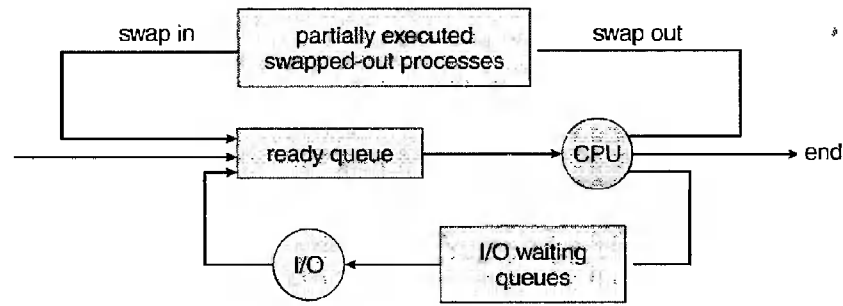 swap in
partially executed
swapped-out processes
swap out
ready queue
CPU
end
I/O
I/O waiting
queues